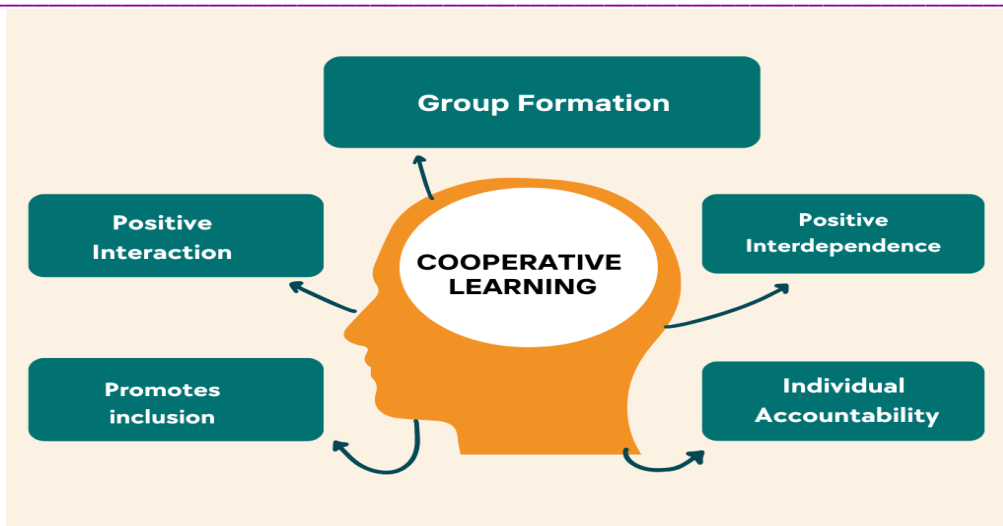 Group Formation
Positive
Interaction
Positive
Interdependence
COOPERATIVE
LEARNING
Promotes
inclusion
Individual
Accountability